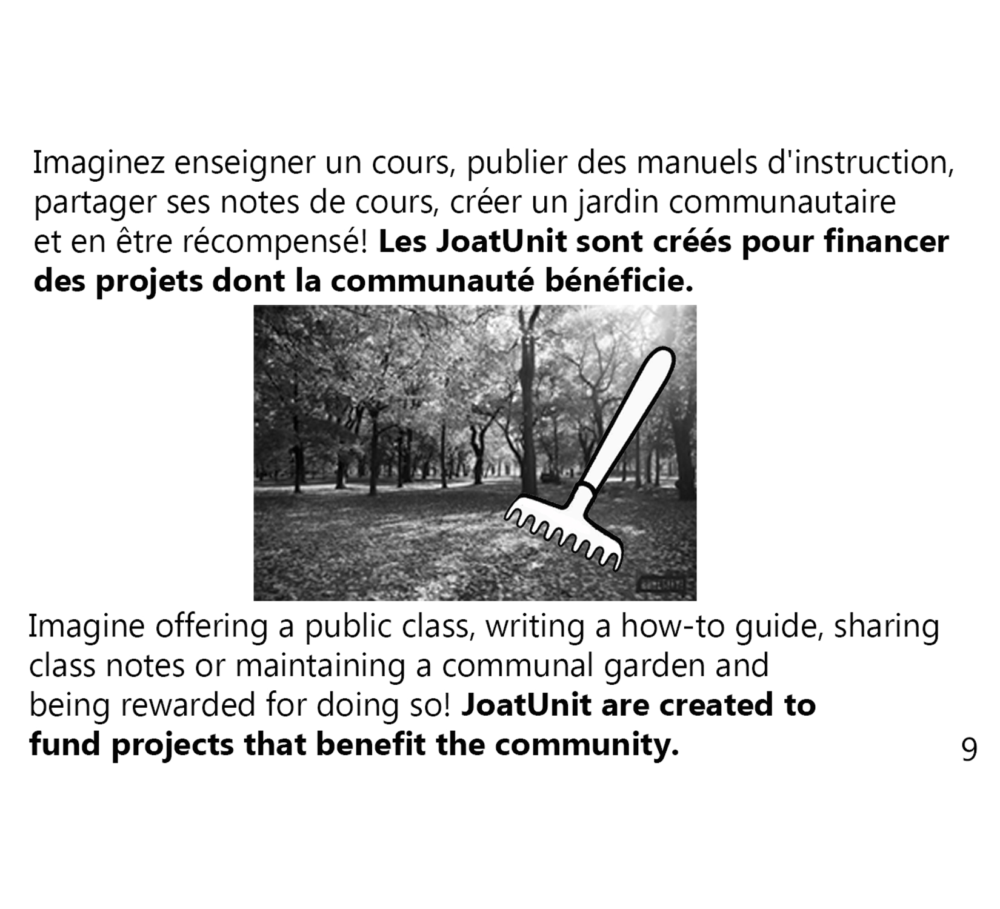 Imaginez enseigner un cours, publier des manuels d'instruction,
partager ses notes de cours, créer un jardin communautaire
et en être récompensé! Les JoatUnit sont créés pour financer
des projets dont la communauté bénéficie.
Imagine offering a public class, writing a how-to guide, sharing
class notes or maintaining a communal garden and
being rewarded for doing so! JoatUnit are created to
fund projects that benefit the community.
9